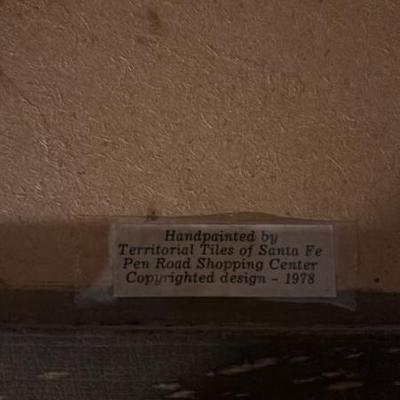 Handpainted by
Territorial Tiles of Santa Fe
Pen Road Shopping Center
Copyrighted design - 1978